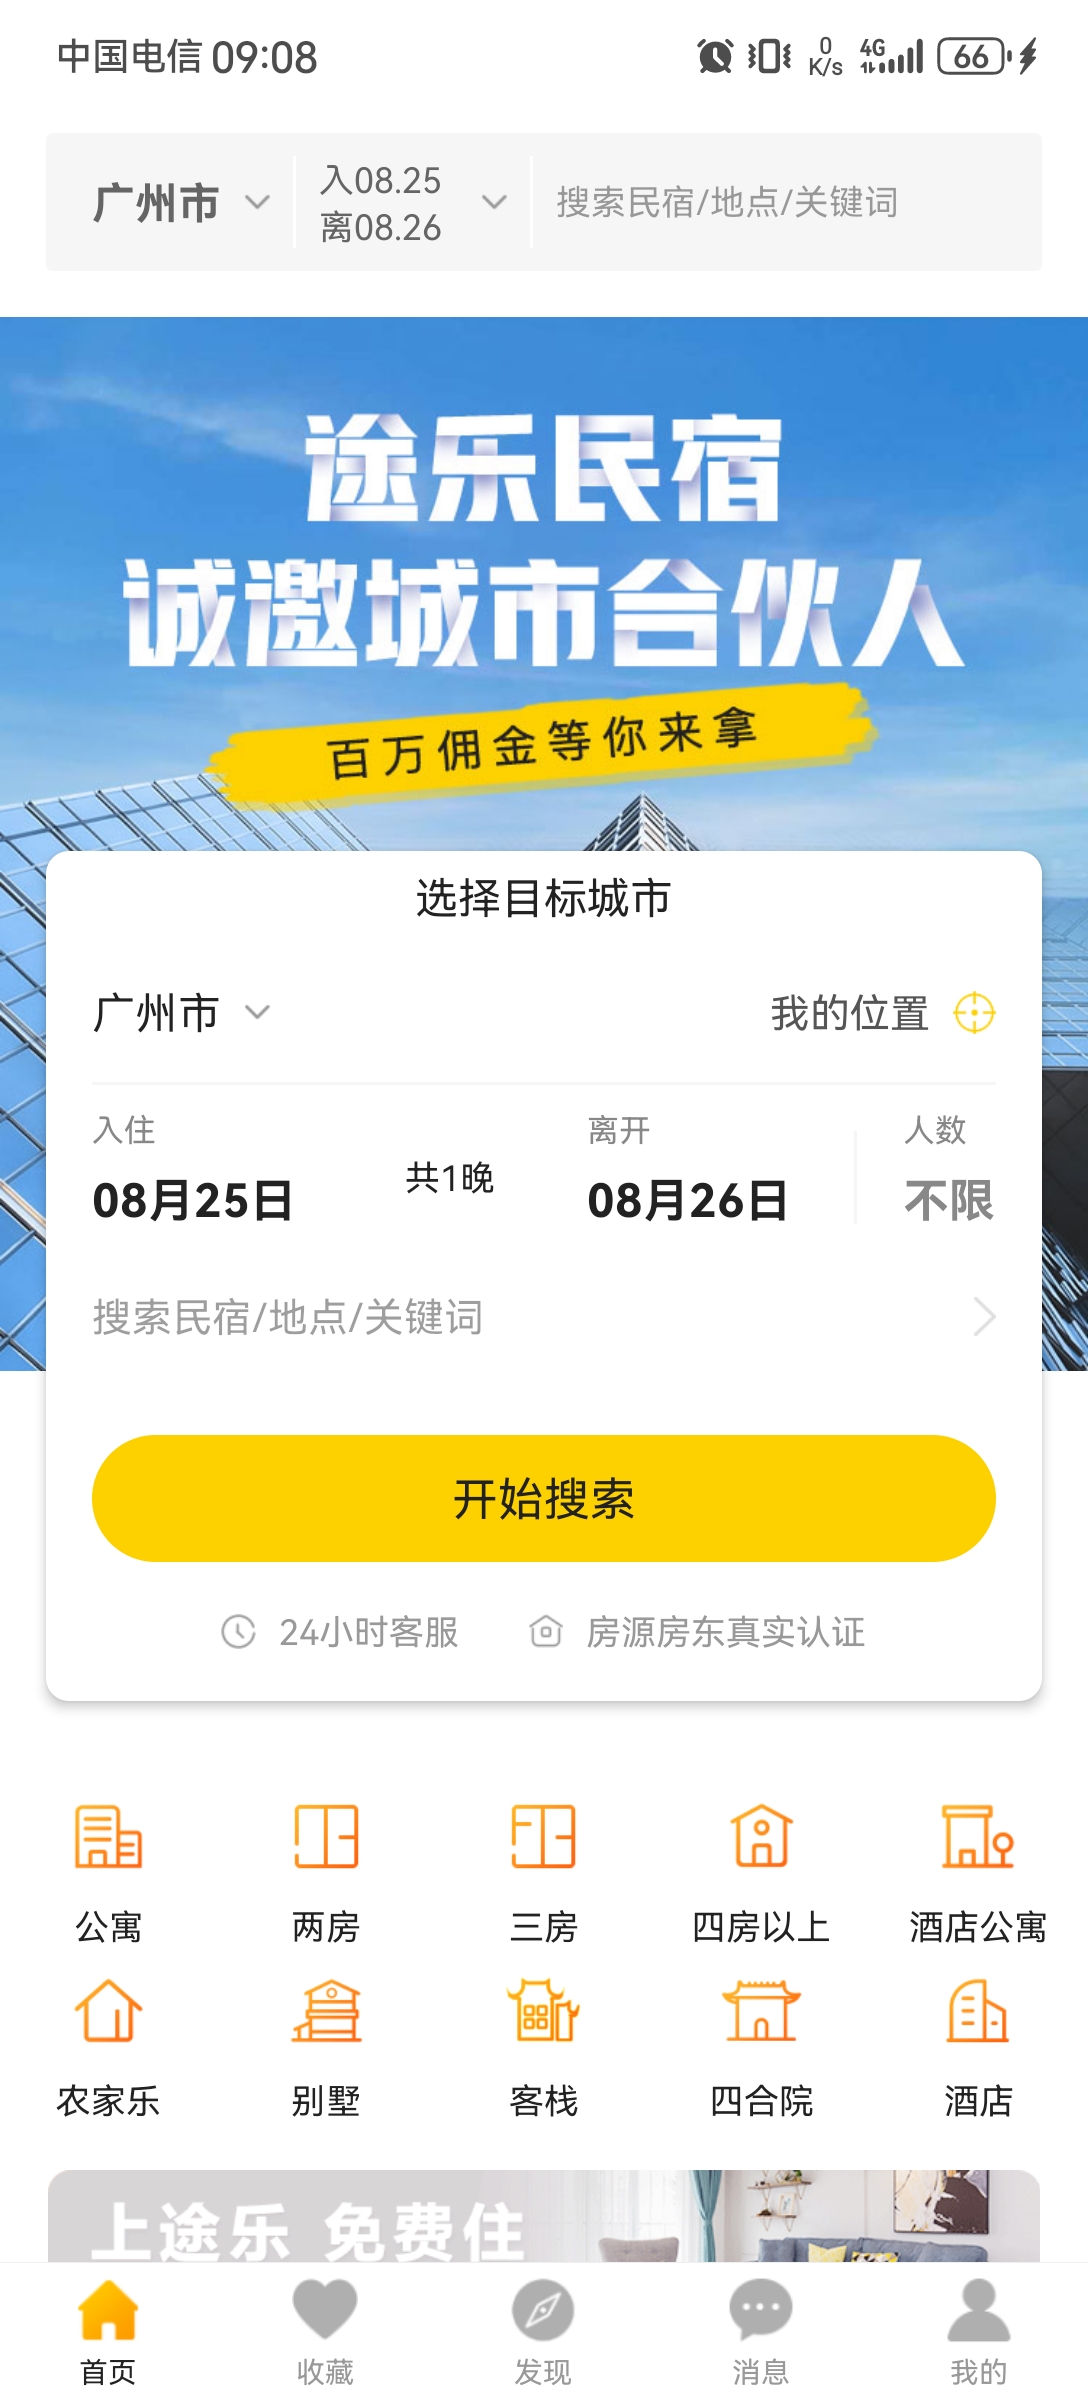 中国电信 09:08
0 K/s 4G 66
广州市
入08.25
离08.26
搜索民宿/地点/关键词
途乐民宿
诚邀城市合伙人
百万佣金等你来拿
选择目标城市
广州市 我的位置
入住 离开 人数
08月25日 共1晚 08月26日 不限
搜索民宿/地点/关键词
开始搜索
24小时客服 房源房东真实认证
公寓 两房 三房 四房以上 酒店公寓
农家乐 别墅 客栈 四合院 酒店
上途乐 免费住
首页 收藏 发现 消息 我的